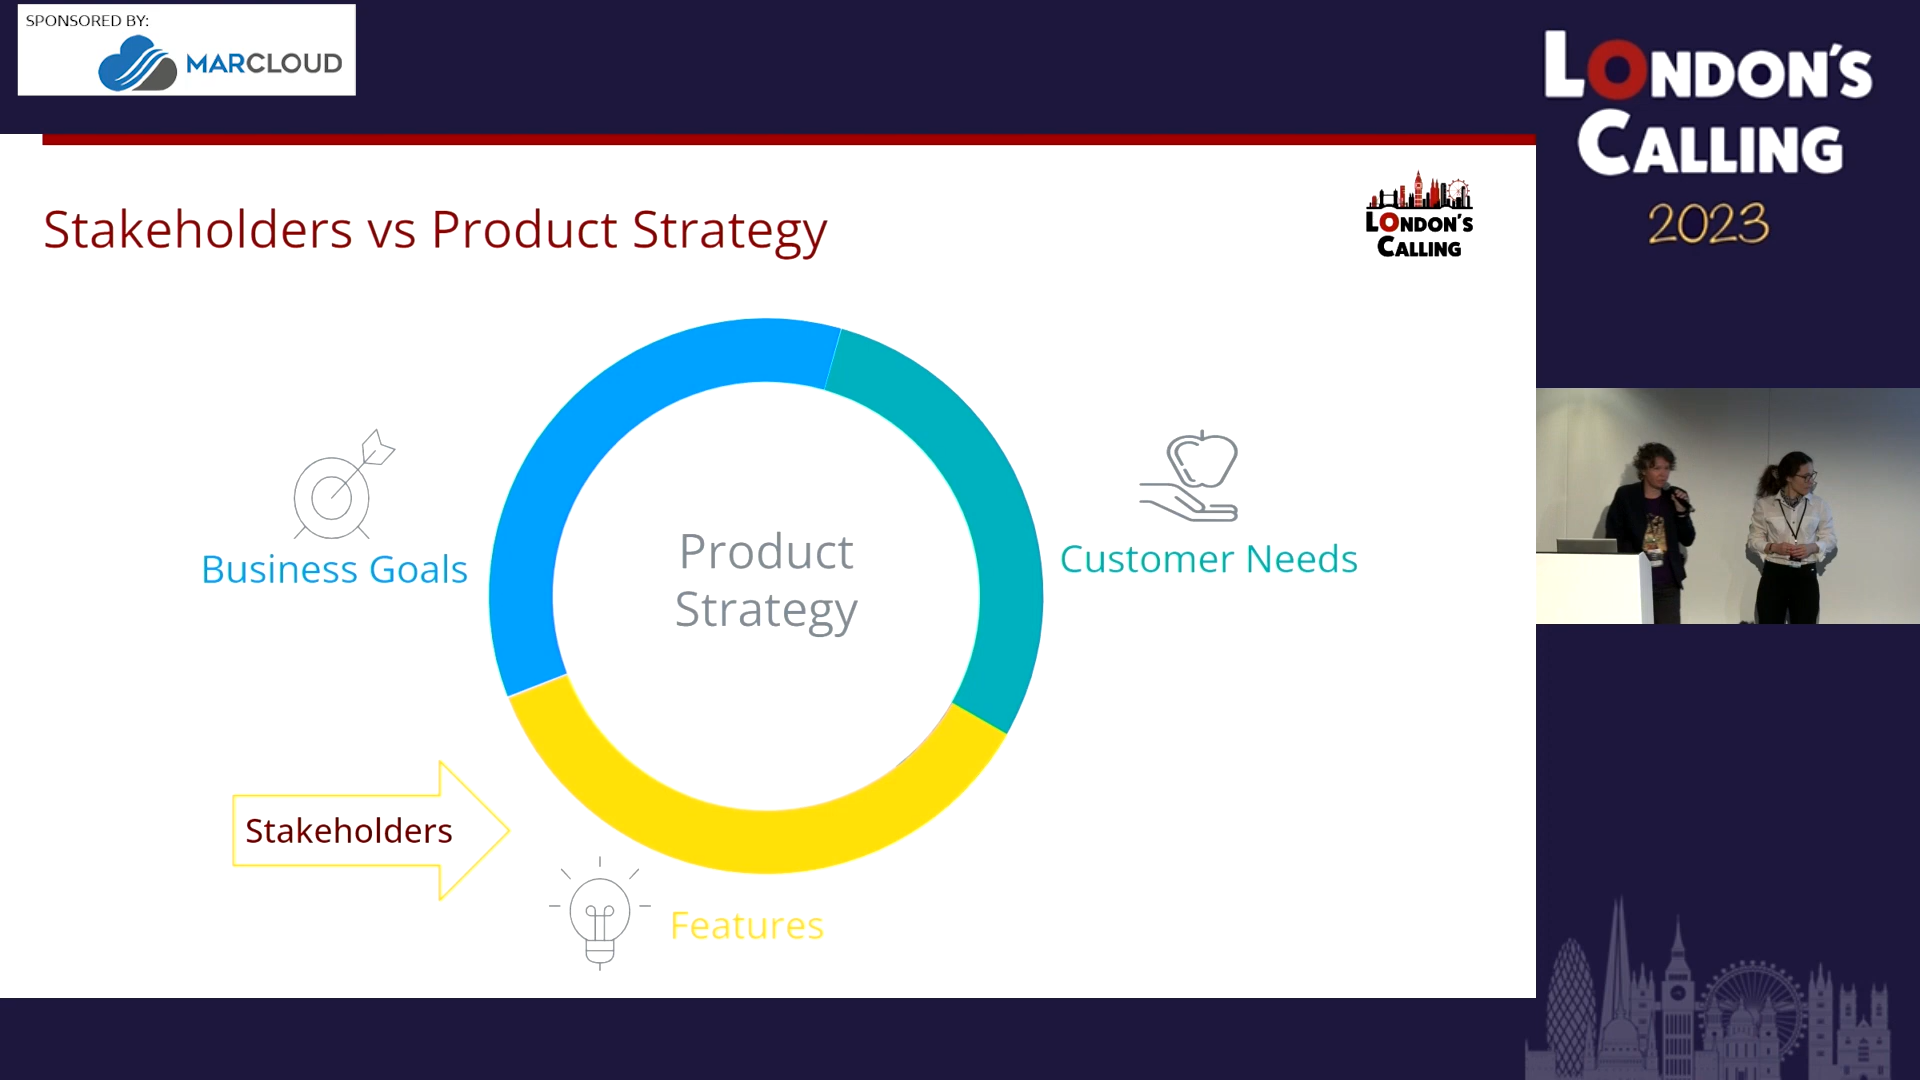 SPONSORED BY:
MARCLOUD
LONDON'S
CALLING
2023
Stakeholders vs Product Strategy
LONDON'S
CALLING
Business Goals
Product
Strategy
Customer Needs
Stakeholders
Features